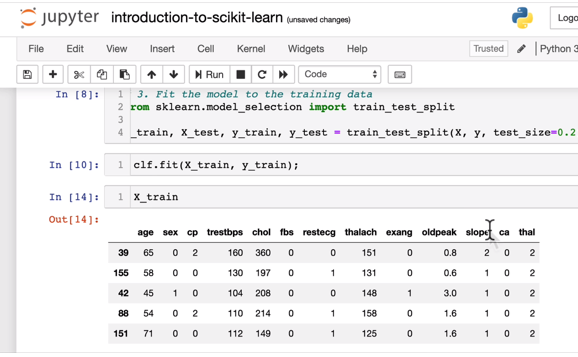 jupyter introduction-to-scikit-learn (unsaved changes)
File Edit View Insert Cell Kernel Widgets Help Trusted Python 3
Run Code
In [8]: 1 3. Fit the model to the training data
2 rom sklearn.model_selection import train_test_split
3
4 _train, X_test, y_train, y_test = train_test_split(X, y, test_size=0.2
In [10]: 1 clf.fit(X_train, y_train);
In [14]: 1 X_train
Out[14]:
age sex cp trestbps chol fbs restecg thalach exang oldpeak slope ca thal
39 65 0 2 160 360 0 0 151 0 0.8 2 0 2
155 58 0 0 130 197 0 1 131 0 0.6 1 0 2
42 45 1 0 104 208 0 0 148 1 3.0 1 0 2
88 54 0 2 110 214 0 1 158 0 1.6 1 0 2
151 71 0 0 112 149 0 1 125 0 1.6 1 0 2